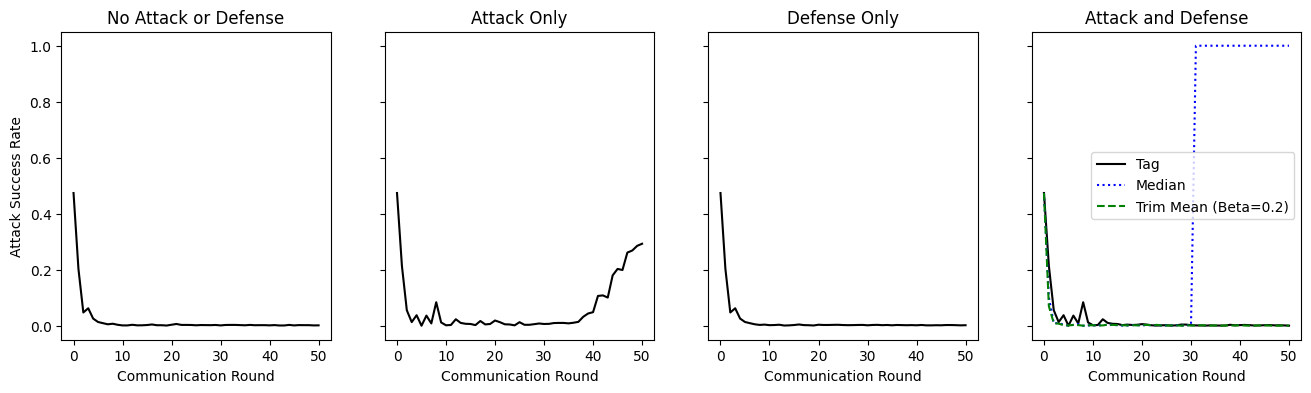 No Attack or Defense
Attack Only
Defense Only
Attack and Defense
Attack Success Rate
1.0
0.8
0.6
0.4
0.2
0.0
Tag
Median
Trim Mean (Beta=0.2)
0 10 20 30 40 50
0 10 20 30 40 50
0 10 20 30 40 50
0 10 20 30 40 50
Communication Round
Communication Round
Communication Round
Communication Round